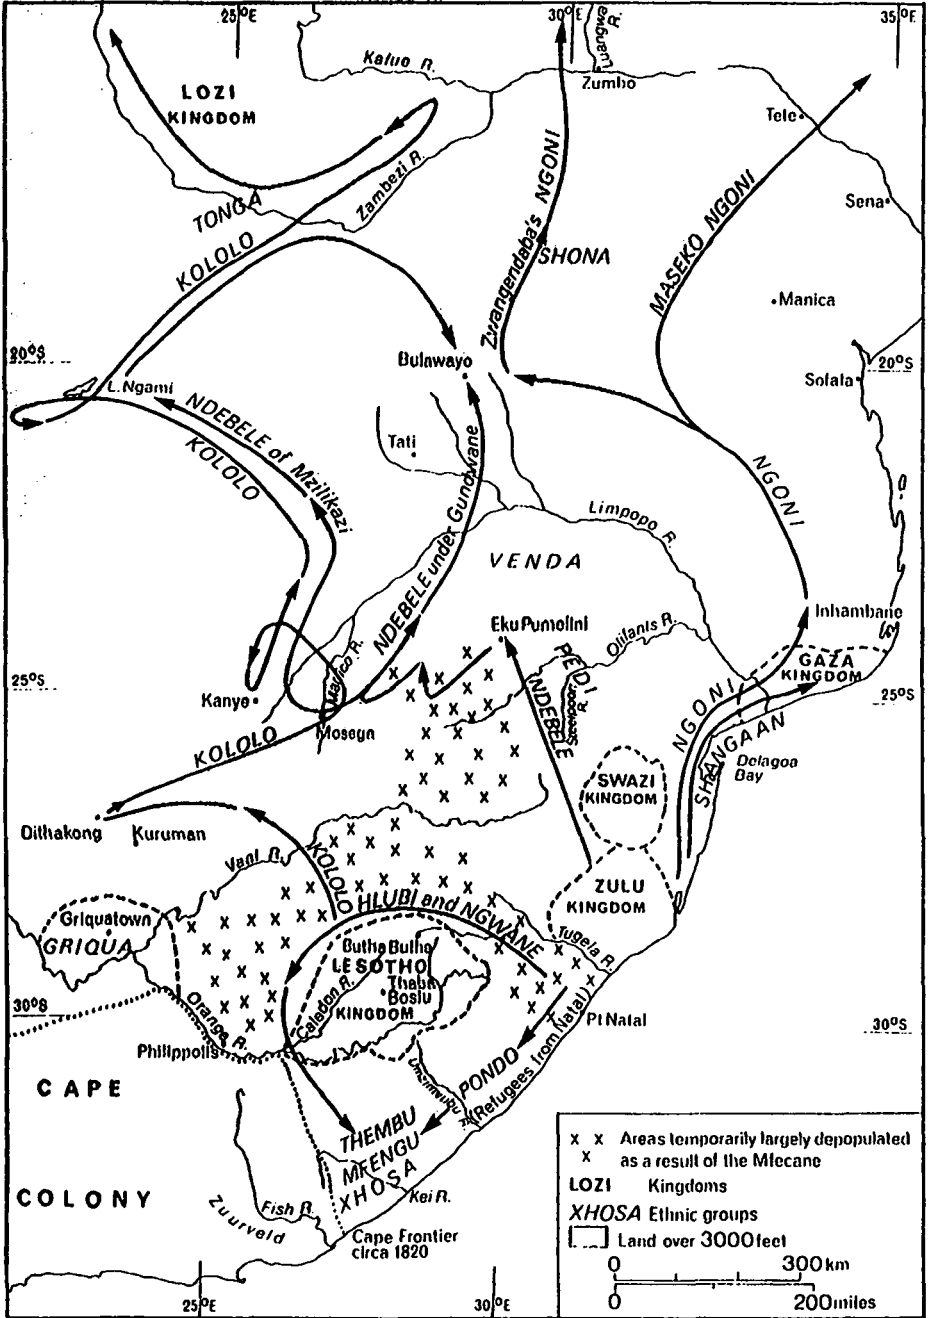 25°E
30°E
35°E
Luangwa R.
Kafue R.
Zumbo
LOZI
KINGDOM
Tete
Zambezi R.
TONGA
Sena
KOLOLO
Zwangendaba's NGONI
SHONA
MASEKO NGONI
Manica
20°S
Bulawayo
20°S
L. Ngami
Sofala
NDEBELE of Mzilikazi
KOLOLO
Tati
NDEBELE under Gundwane
NGONI
Limpopo R.
VENDA
Inhambane
Eku Pumolini
Olifants R.
PEDI
GAZA
KINGDOM
25°S
Kanye
Marico R.
Steelpoort R.
25°S
Mosega
NDEBELE
NGONI
SHANGAAN
KOLOLO
Delagoa
Bay
SWAZI
KINGDOM
Dithakong
Kuruman
Vaal R.
KOLOLO
ZULU
KINGDOM
HLUBI and NGWANE
Griquatown
GRIQUA
Tugela R.
Butha Buthe
LESOTHO
Thaba
Bosiu
KINGDOM
Caledon R.
30°S
Orange R.
Pt Natal
30°S
Philippolis
PONDO
(Refugees from Natal)
Umzimvubu R.
CAPE
THEMBU
MFENGU
XHOSA
COLONY
Zuurveld
Fish R.
Kei R.
Cape Frontier
circa 1820
x x Areas temporarily largely depopulated
x as a result of the Mfecane
LOZI Kingdoms
XHOSA Ethnic groups
Land over 3000 feet
0 300 km
0 200 miles
25°E
30°E